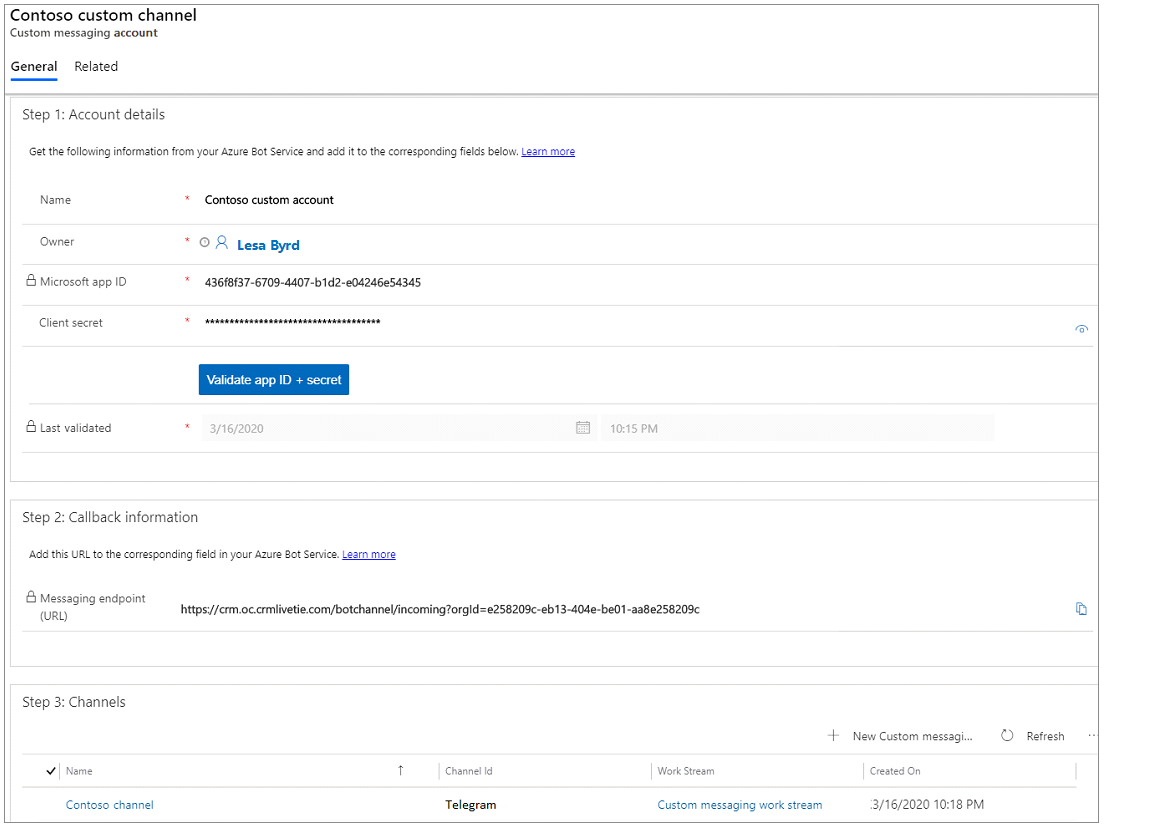 Contoso custom channel
Custom messaging account
General Related
Step 1: Account details
Get the following information from your Azure Bot Service and add it to the corresponding fields below. Learn more
Name * Contoso custom account
Owner * Lesa Byrd
Microsoft app ID * 436f8f37-6709-4407-b1d2-e04246e54345
Client secret * ************************************
Validate app ID + secret
Last validated * 3/16/2020 10:15 PM
Step 2: Callback information
Add this URL to the corresponding field in your Azure Bot Service. Learn more
Messaging endpoint
(URL)
https://crm.oc.crmlivetie.com/botchannel/incoming?orgId=e258209c-eb13-404e-be01-aa8e258209c
Step 3: Channels
New Custom messagi... Refresh ...
Name Channel Id Work Stream Created On
Contoso channel Telegram Custom messaging work stream 3/16/2020 10:18 PM